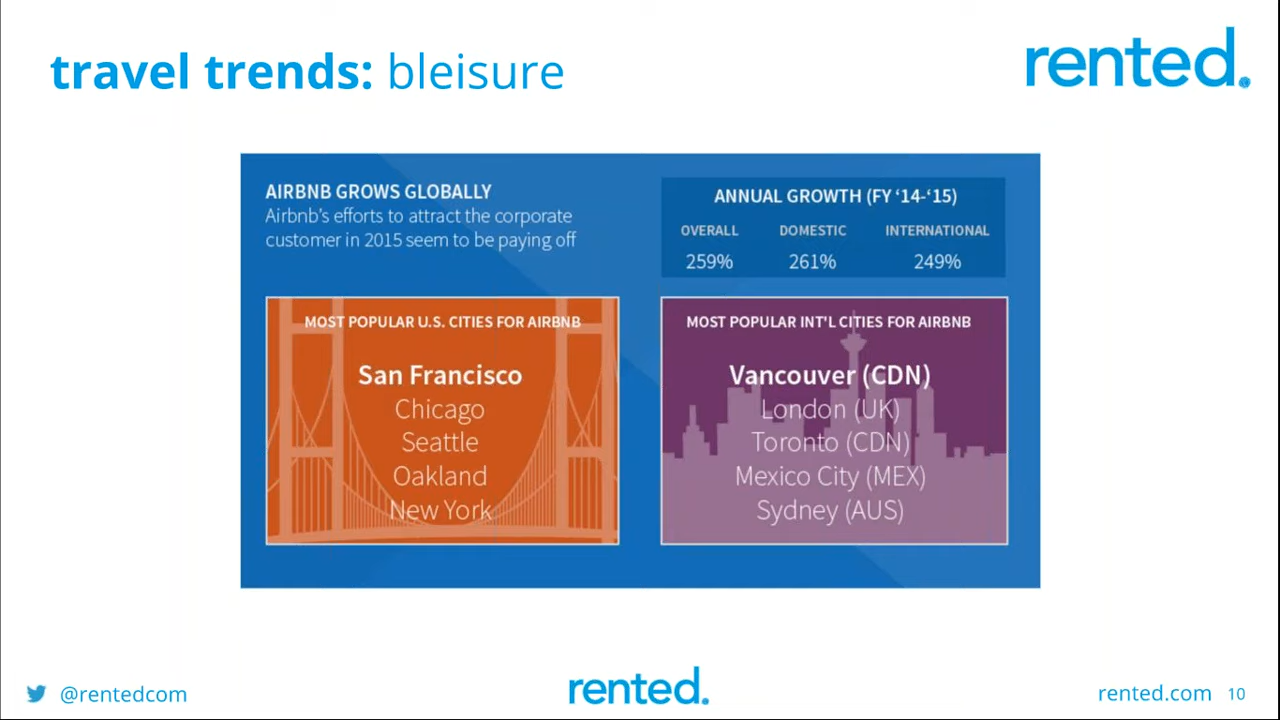 travel trends: bleisure
rented.
AIRBNB GROWS GLOBALLY
Airbnb's efforts to attract the corporate
customer in 2015 seem to be paying off
ANNUAL GROWTH (FY ‘14-‘15)
OVERALL DOMESTIC INTERNATIONAL
259% 261% 249%
MOST POPULAR U.S. CITIES FOR AIRBNB
San Francisco
Chicago
Seattle
Oakland
New York
MOST POPULAR INT'L CITIES FOR AIRBNB
Vancouver (CDN)
London (UK)
Toronto (CDN)
Mexico City (MEX)
Sydney (AUS)
@rentedcom
rented.
rented.com 10